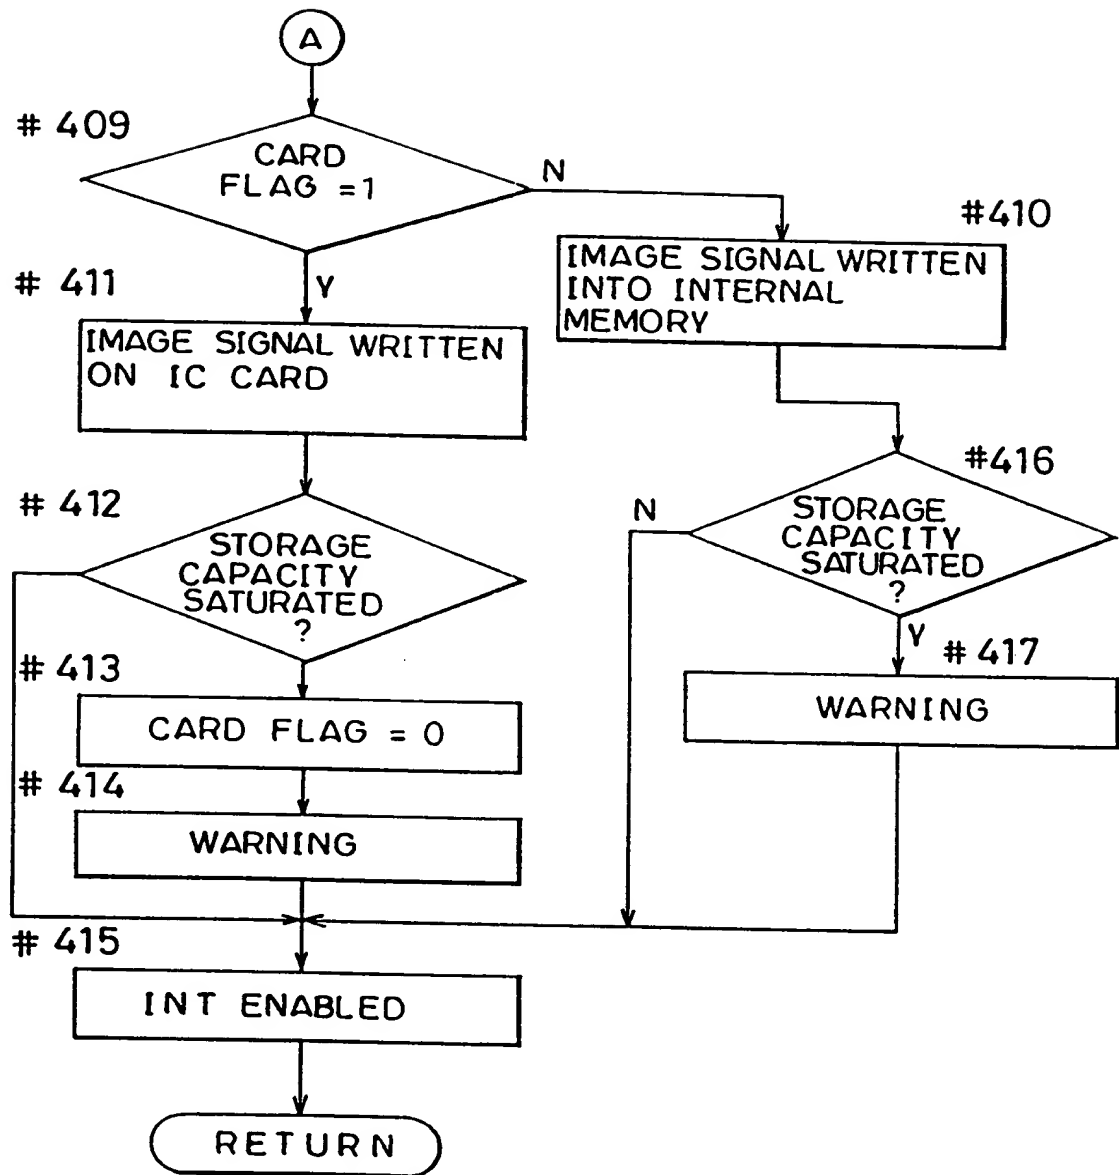 A
# 409
CARD
FLAG = 1
N
Y
#410
IMAGE SIGNAL WRITTEN
INTO INTERNAL
MEMORY
# 411
IMAGE SIGNAL WRITTEN
ON IC CARD
#416
STORAGE
CAPACITY
SATURATED
?
N
Y
# 412
STORAGE
CAPACITY
SATURATED
?
# 417
WARNING
# 413
CARD FLAG = 0
# 414
WARNING
# 415
INT ENABLED
RETURN